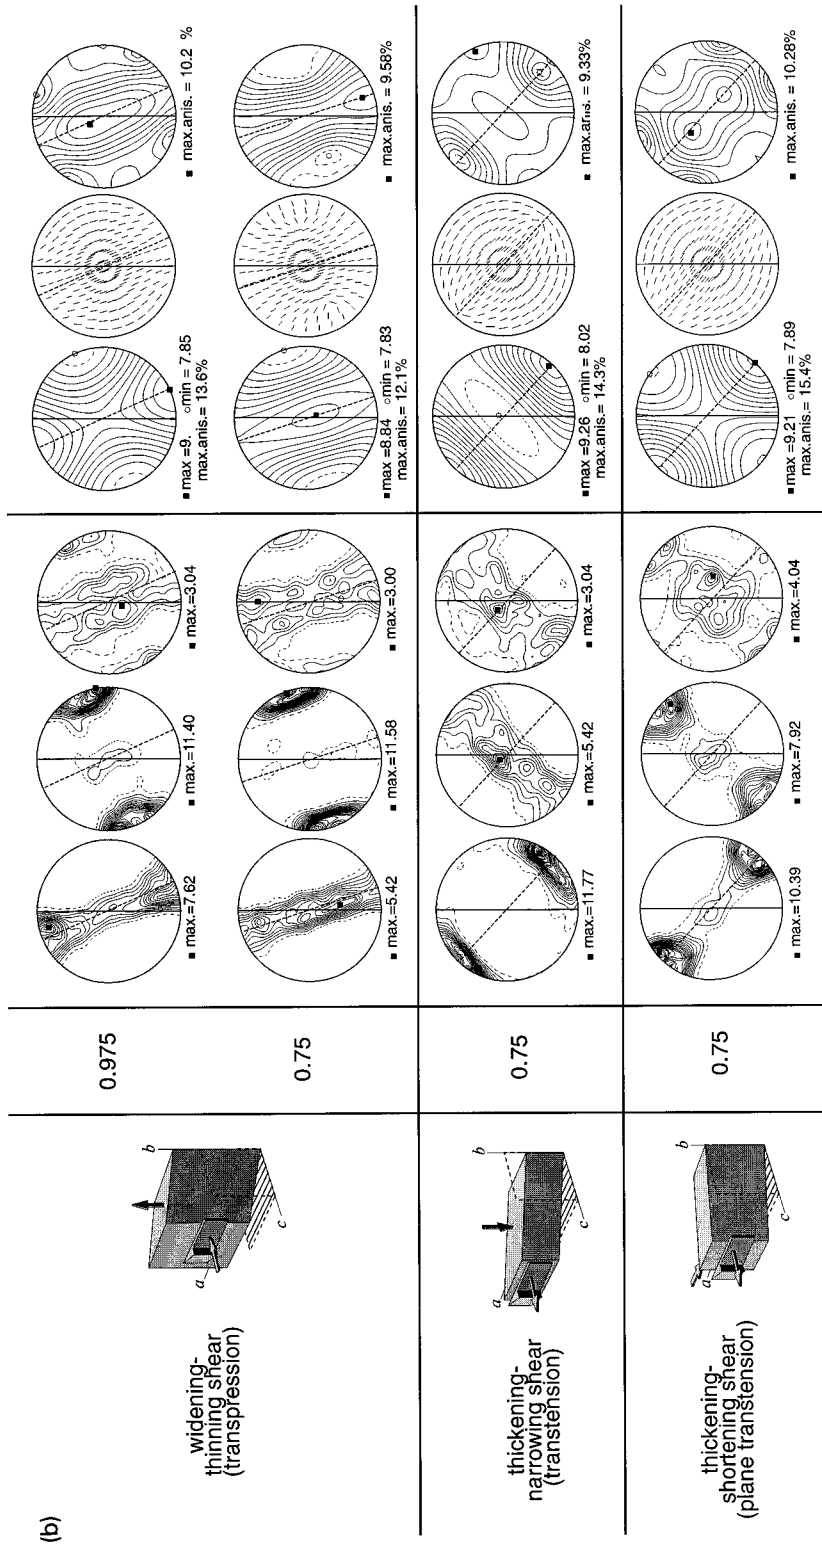 (b)
widening-
thinning shear
(transpression)
a
b
c
0.975
■ max.=7.62
■ max.=11.40
■ max.=3.04
■ max =9. ○min = 7.85
max.anis.= 13.6%
■ max.anis. = 10.2 %
0.75
■ max.=5.42
■ max.=11.58
■ max.=3.00
■ max =8.84 ○min = 7.83
max.anis.= 12.1%
■ max.anis. = 9.58%
thickening-
narrowing shear
(transtension)
a
b
c
0.75
■ max.=11.77
■ max.=5.42
■ max.=3.04
■ max =9.26 ○min = 8.02
max.anis.= 14.3%
■ max.anis. = 9.33%
thickening-
shortening shear
(plane transtension)
a
b
c
0.75
■ max.=10.39
■ max.=7.92
■ max.=4.04
■ max =9.21 ○min = 7.89
max.anis.= 15.4%
■ max.anis. = 10.28%